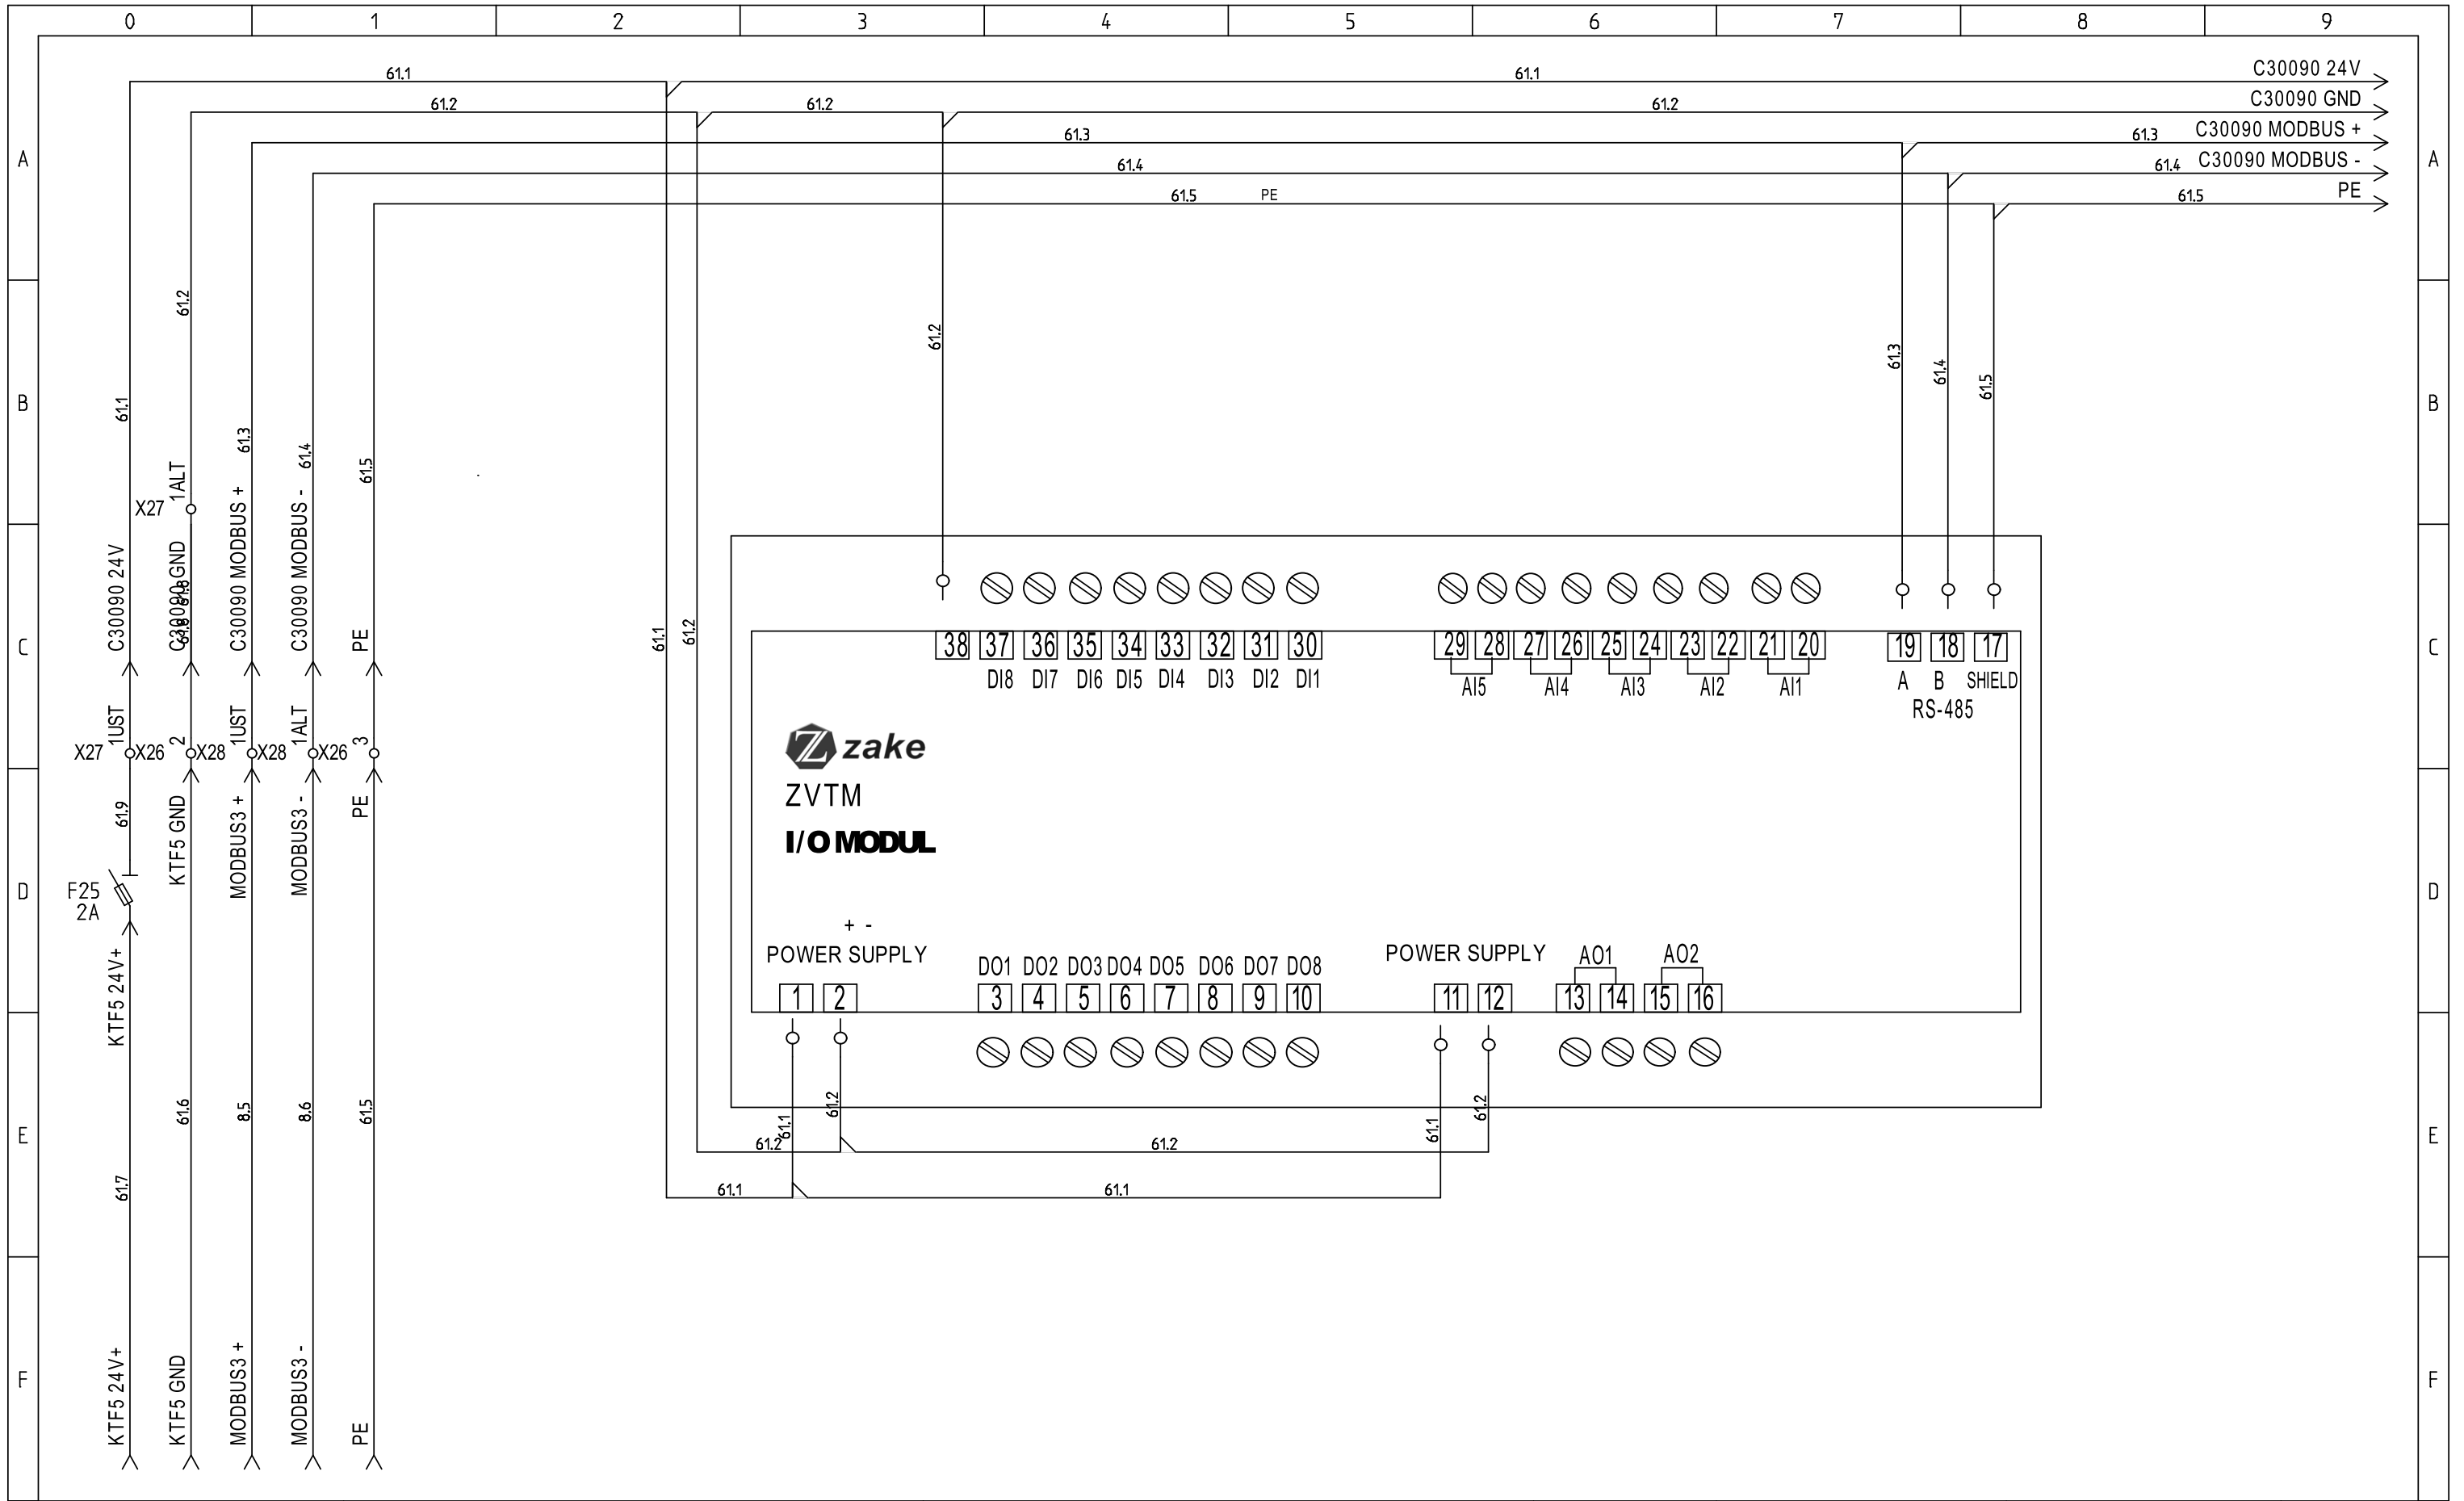 0 1 2 3 4 5 6 7 8 9
61.1 61.1 C30090 24V
61.2 61.2 61.2 C30090 GND
61.3 61.3 C30090 MODBUS +
61.4 61.4 C30090 MODBUS -
61.5 PE 61.5 PE
A A
B B
C C
D D
E E
F F
61.1
61.2
61.3
61.4
61.5
61.2
61.3
61.4
61.5
X27 1ALT
C30090 24V
C30090 GND
C30090 MODBUS +
C30090 MODBUS -
PE
61.1
61.2
X27 1UST
X26 2
X28 1UST
X28 1ALT
X26 3
61.9
F25
2A
KTF5 24V+
KTF5 GND
MODBUS3 +
MODBUS3 -
PE
61.7
61.6
8.5
8.6
61.5
KTF5 24V+
KTF5 GND
MODBUS3 +
MODBUS3 -
PE
38 37 36 35 34 33 32 31 30 29 28 27 26 25 24 23 22 21 20 19 18 17
DI8 DI7 DI6 DI5 DI4 DI3 DI2 DI1 AI5 AI4 AI3 AI2 AI1 A B SHIELD
RS-485
Z zake
ZVTM
I/O MODUL
+ -
POWER SUPPLY
DO1 DO2 DO3 DO4 DO5 DO6 DO7 DO8
POWER SUPPLY
AO1 AO2
1 2 3 4 5 6 7 8 9 10 11 12 13 14 15 16
61.1
61.2
61.1
61.2
61.2 61.2
61.1 61.1